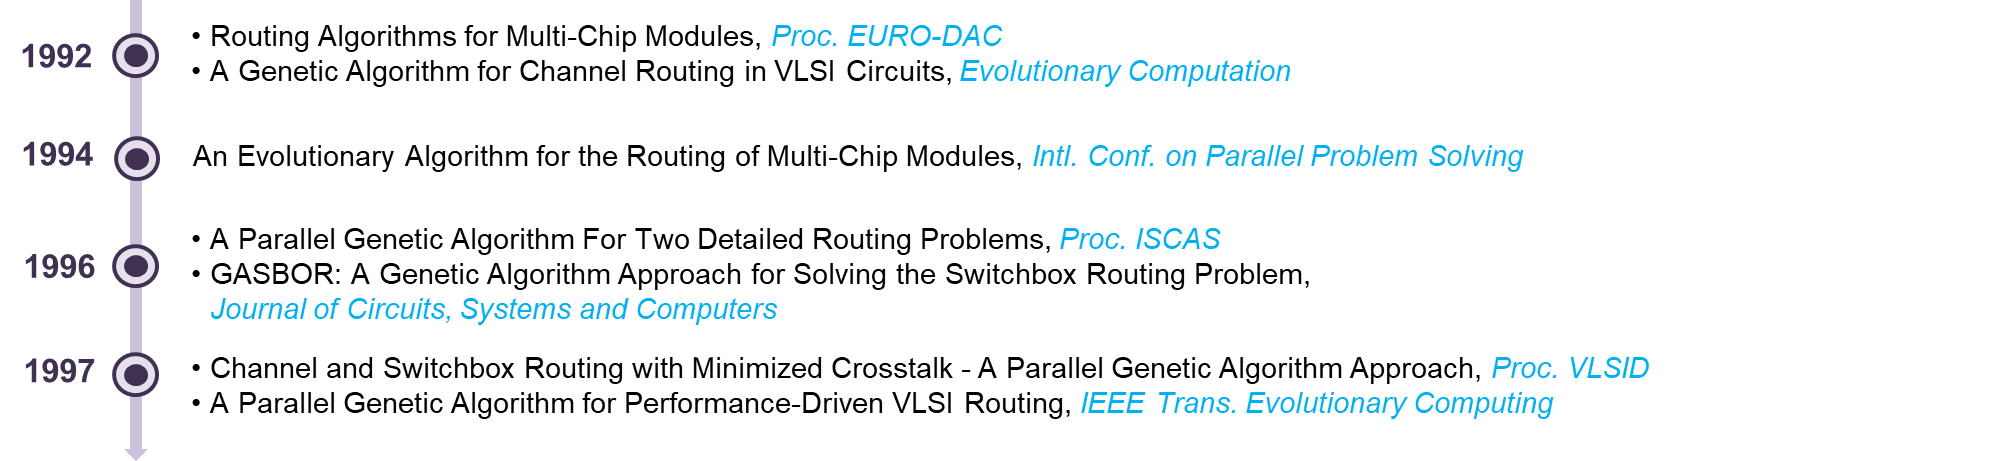 1992
• Routing Algorithms for Multi-Chip Modules, Proc. EURO-DAC
• A Genetic Algorithm for Channel Routing in VLSI Circuits, Evolutionary Computation
1994
An Evolutionary Algorithm for the Routing of Multi-Chip Modules, Intl. Conf. on Parallel Problem Solving
1996
• A Parallel Genetic Algorithm For Two Detailed Routing Problems, Proc. ISCAS
• GASBOR: A Genetic Algorithm Approach for Solving the Switchbox Routing Problem,
Journal of Circuits, Systems and Computers
1997
• Channel and Switchbox Routing with Minimized Crosstalk - A Parallel Genetic Algorithm Approach, Proc. VLSID
• A Parallel Genetic Algorithm for Performance-Driven VLSI Routing, IEEE Trans. Evolutionary Computing